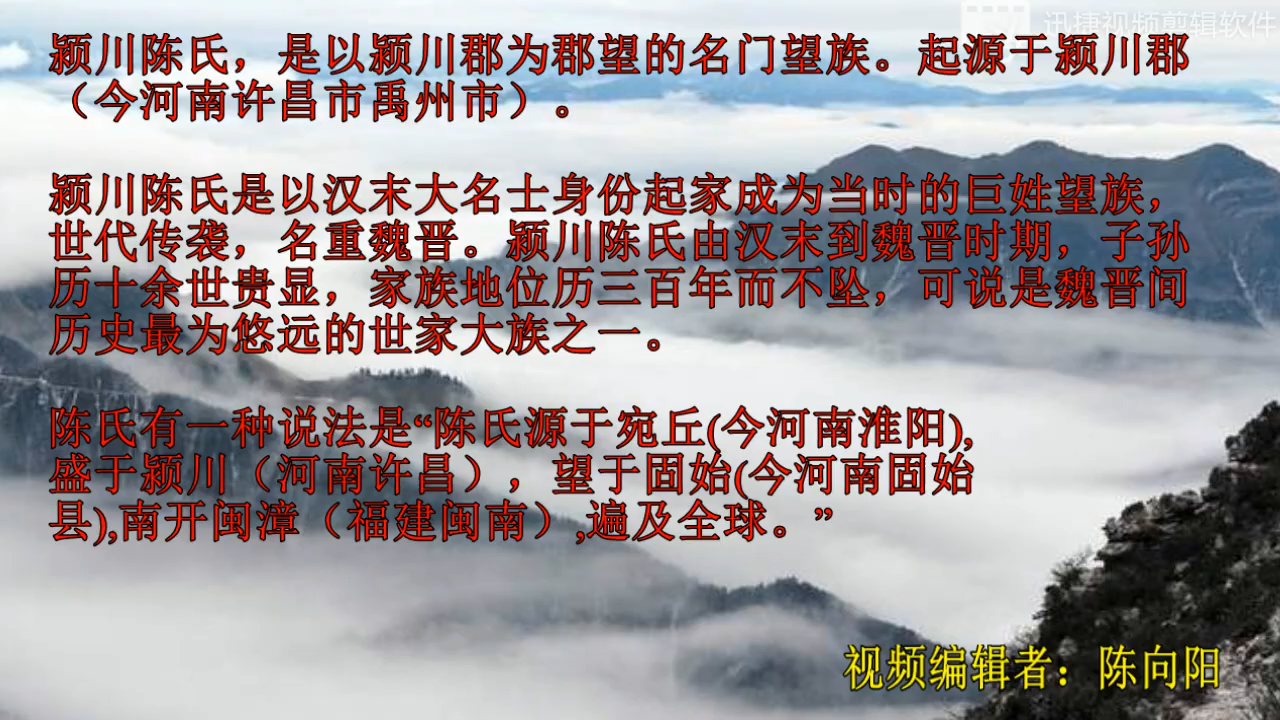 迅捷视频剪辑软件
颍川陈氏，是以颍川郡为郡望的名门望族。起源于颍川郡
（今河南许昌市禹州市）。
颍川陈氏是以汉末大名士身份起家成为当时的巨姓望族，
世代传袭，名重魏晋。颍川陈氏由汉末到魏晋时期，子孙
历十余世贵显，家族地位历三百年而不坠，可说是魏晋间
历史最为悠远的世家大族之一。
陈氏有一种说法是“陈氏源于宛丘(今河南淮阳),
盛于颍川（河南许昌），望于固始(今河南固始
县),南开闽漳（福建闽南）,遍及全球。”
视频编辑者：陈向阳